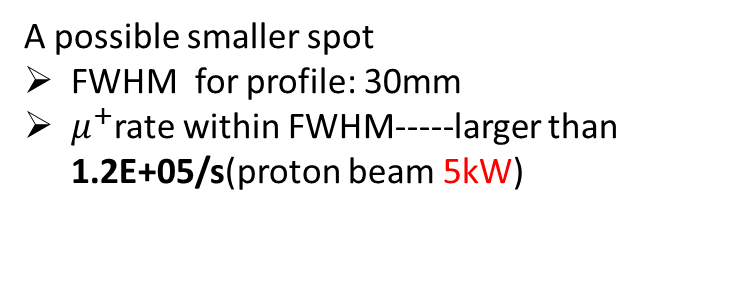 A possible smaller spot
➢ FWHM for profile: 30mm
➢ μ⁺rate within FWHM-----larger than
1.2E+05/s(proton beam 5kW)